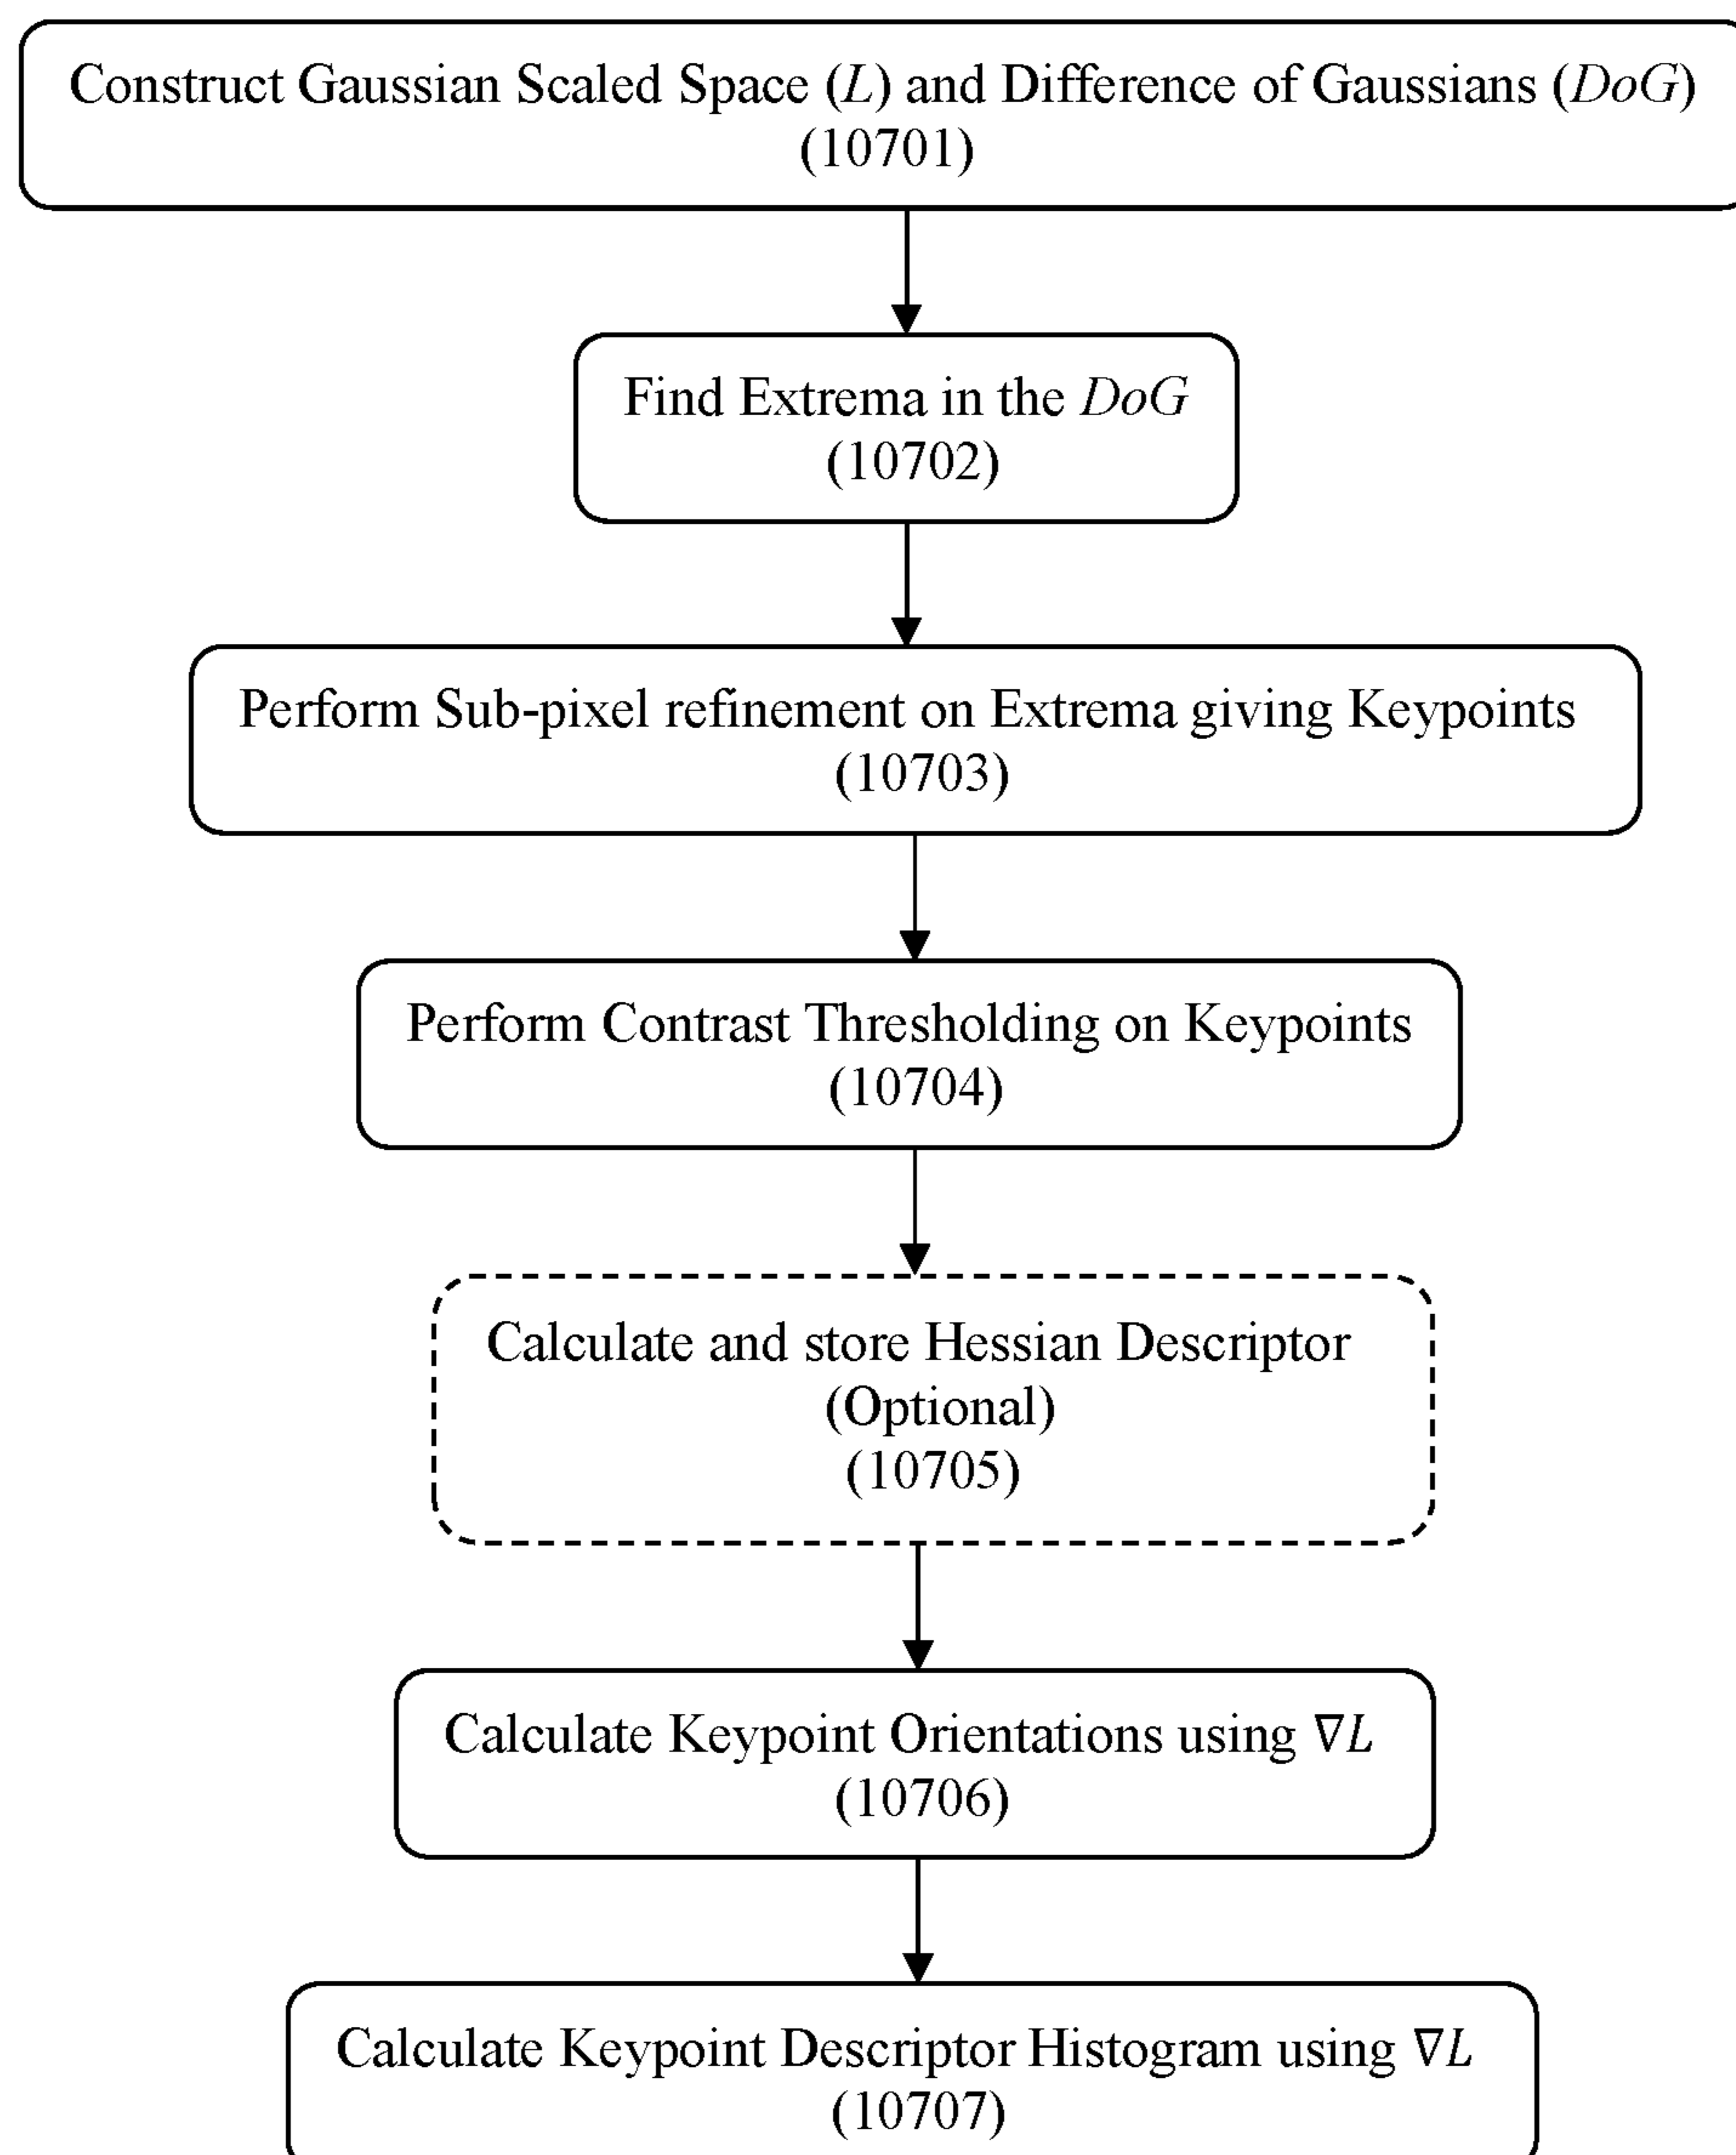 Construct Gaussian Scaled Space (L) and Difference of Gaussians (DoG)
(10701)
Find Extrema in the DoG
(10702)
Perform Sub-pixel refinement on Extrema giving Keypoints
(10703)
Perform Contrast Thresholding on Keypoints
(10704)
Calculate and store Hessian Descriptor
(Optional)
(10705)
Calculate Keypoint Orientations using ∇L
(10706)
Calculate Keypoint Descriptor Histogram using ∇L
(10707)